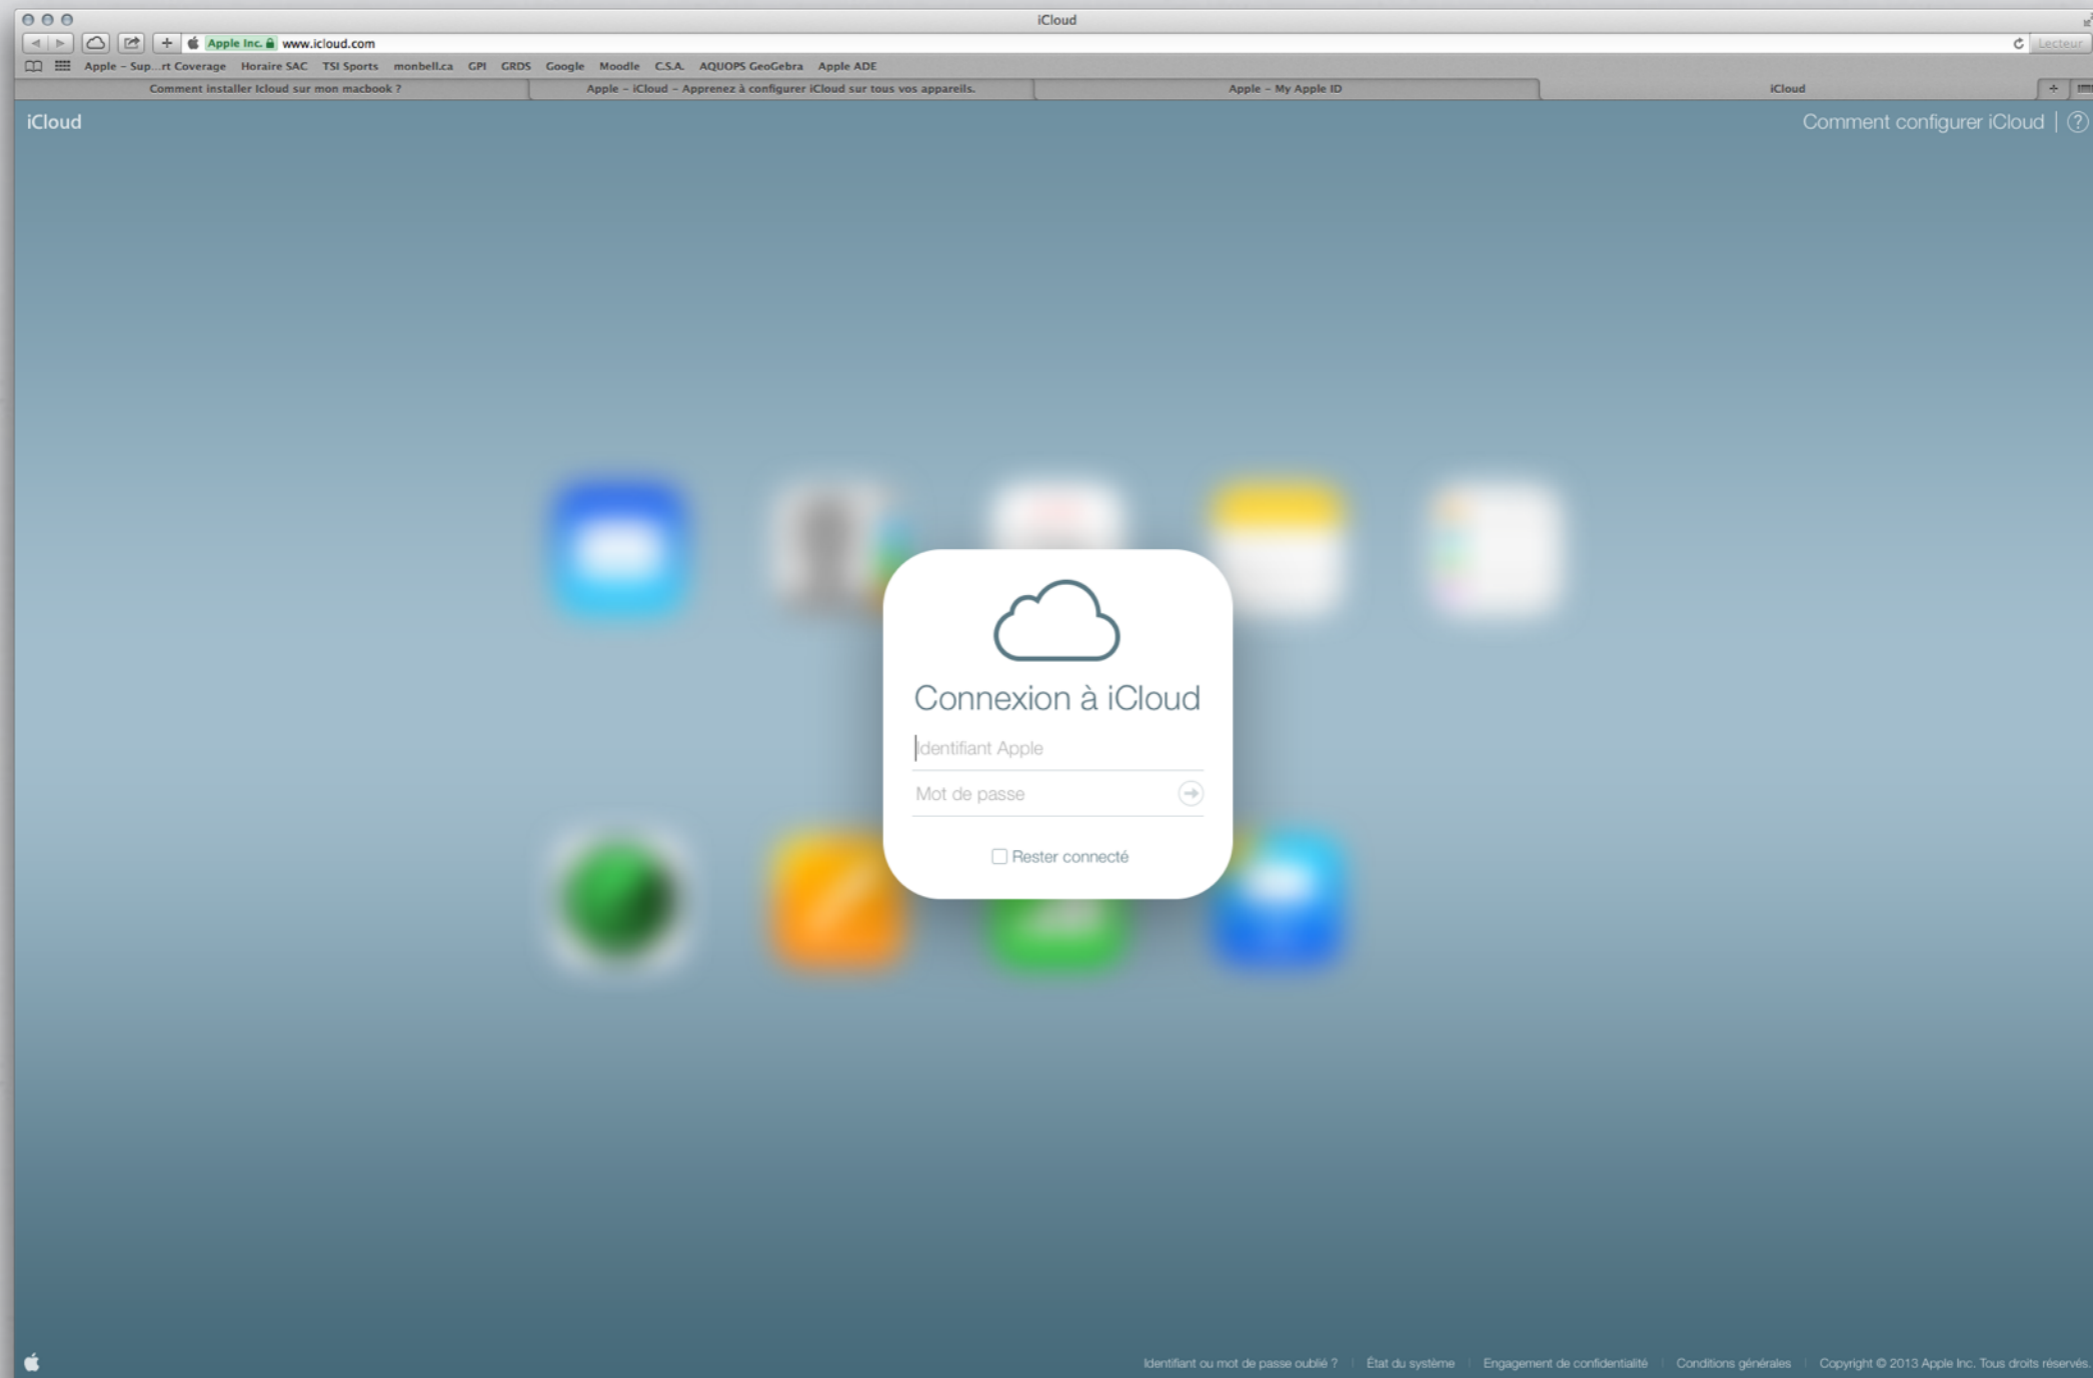 iCloud
Apple Inc. www.icloud.com Lecteur
Apple - Sup...rt Coverage Horaire SAC TSI Sports monbell.ca GPI GRDS Google Moodle C.S.A. AQUOPS GeoGebra Apple ADE
Comment installer Icloud sur mon macbook ? Apple - iCloud - Apprenez à configurer iCloud sur tous vos appareils. Apple - My Apple ID iCloud
iCloud Comment configurer iCloud | ?
Connexion à iCloud
Identifiant Apple
Mot de passe
Rester connecté
Identifiant ou mot de passe oublié ? | État du système | Engagement de confidentialité | Conditions générales | Copyright © 2013 Apple Inc. Tous droits réservés.